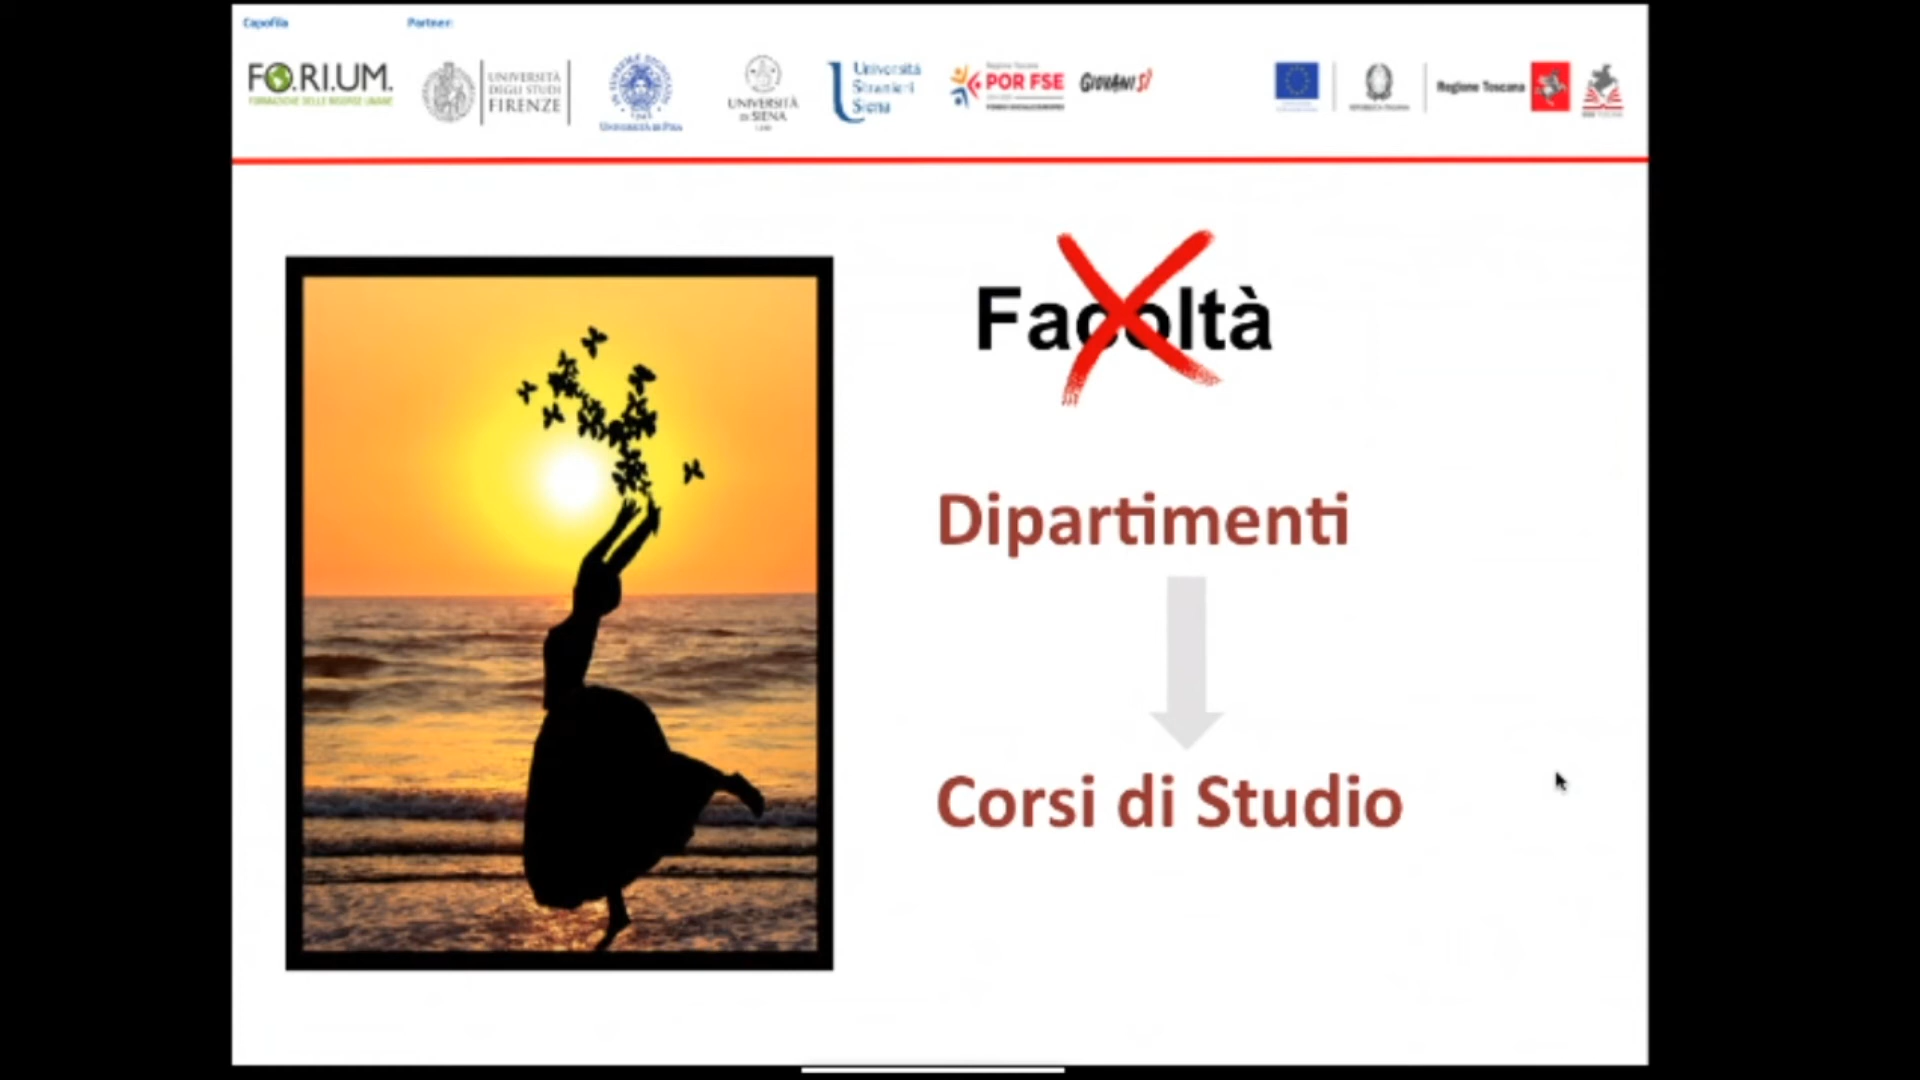 Capofila
Partner:
FO.RI.UM.
FORMAZIONE DELLE RISORSE UMANE
UNIVERSITÀ
DEGLI STUDI
FIRENZE
UNIVERSITÀ DI PISA
UNIVERSITÀ
DI SIENA
1240
Università
Stranieri
Siena
Regione Toscana
POR FSE
FONDO SOCIALE EUROPEO
GIOVANISÌ
REPUBBLICA ITALIANA
Regione Toscana
Facoltà
Dipartimenti
Corsi di Studio